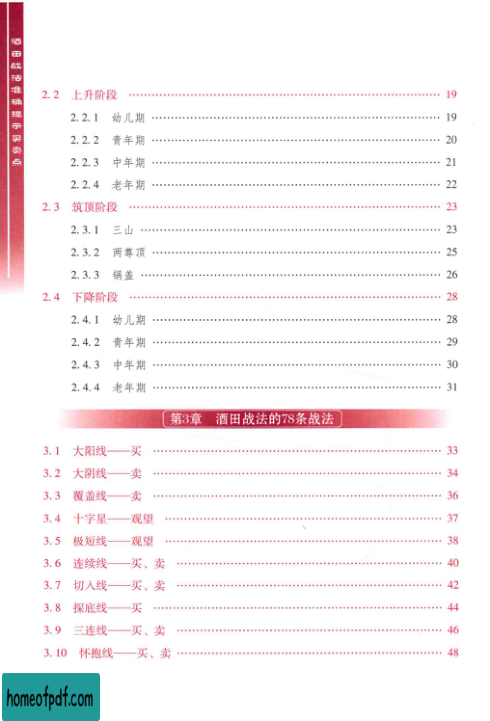 酒田战法准确把握买卖点
2.2 上升阶段 …… 19
2.2.1 幼儿期 …… 19
2.2.2 青年期 …… 20
2.2.3 中年期 …… 21
2.2.4 老年期 …… 22
2.3 筑顶阶段 …… 23
2.3.1 三山 …… 23
2.3.2 两尊顶 …… 25
2.3.3 锅盖 …… 26
2.4 下降阶段 …… 28
2.4.1 幼儿期 …… 28
2.4.2 青年期 …… 29
2.4.3 中年期 …… 30
2.4.4 老年期 …… 31
第3章 酒田战法的78条战法
3.1 大阳线——买 …… 33
3.2 大阴线——卖 …… 34
3.3 覆盖线——卖 …… 36
3.4 十字星——观望 …… 37
3.5 极短线——观望 …… 38
3.6 连续线——买、卖 …… 40
3.7 切入线——买、卖 …… 42
3.8 探底线——买 …… 44
3.9 三连线——买、卖 …… 46
3.10 怀抱线——买、卖 …… 48
homeofpdf.com